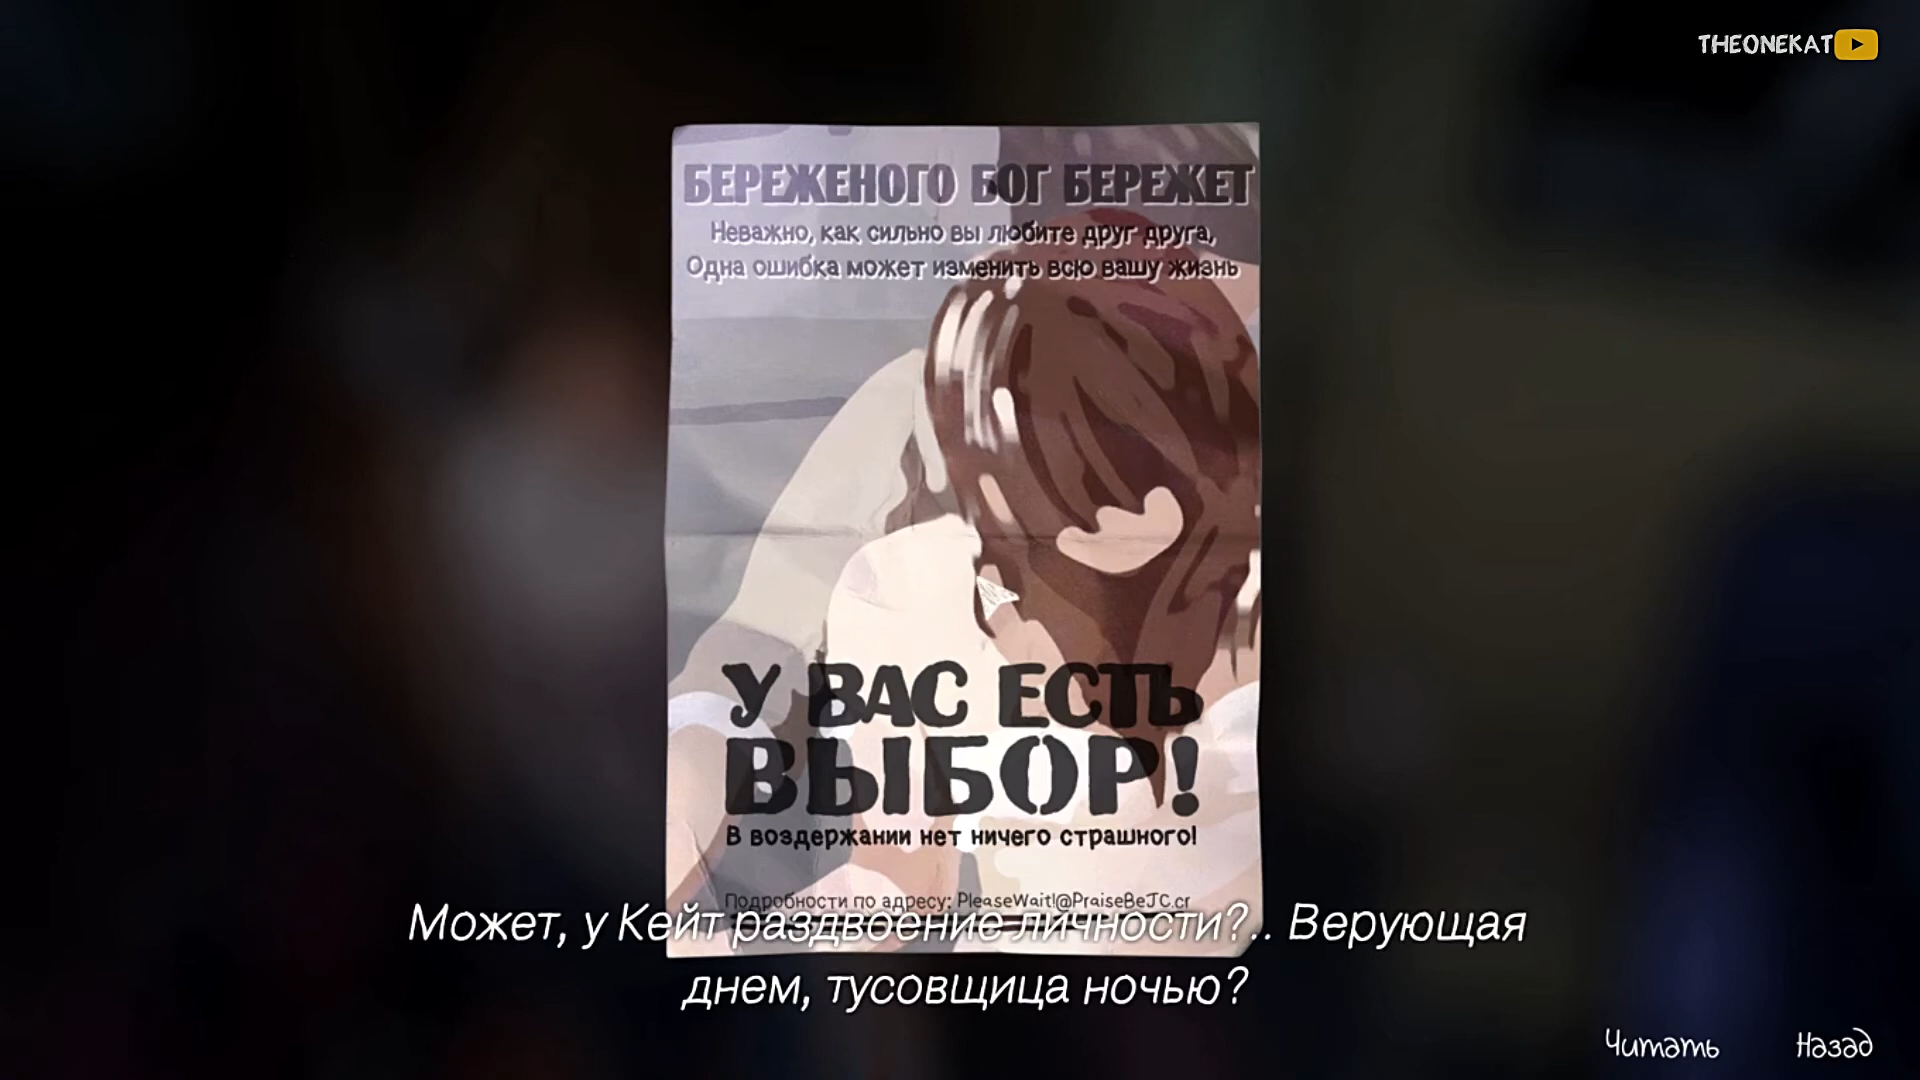 THEONEKAT
БЕРЕЖЕНОГО БОГ БЕРЕЖЕТ
Неважно, как сильно вы любите друг друга,
Одна ошибка может изменить всю вашу жизнь
У ВАС ЕСТЬ
ВЫБОР!
В воздержании нет ничего страшного!
Подробности по адресу: PleaseWait!@PraiseBeJC.cr
Может, у Кейт раздвоение личности?.. Верующая
днем, тусовщица ночью?
Читать Назад